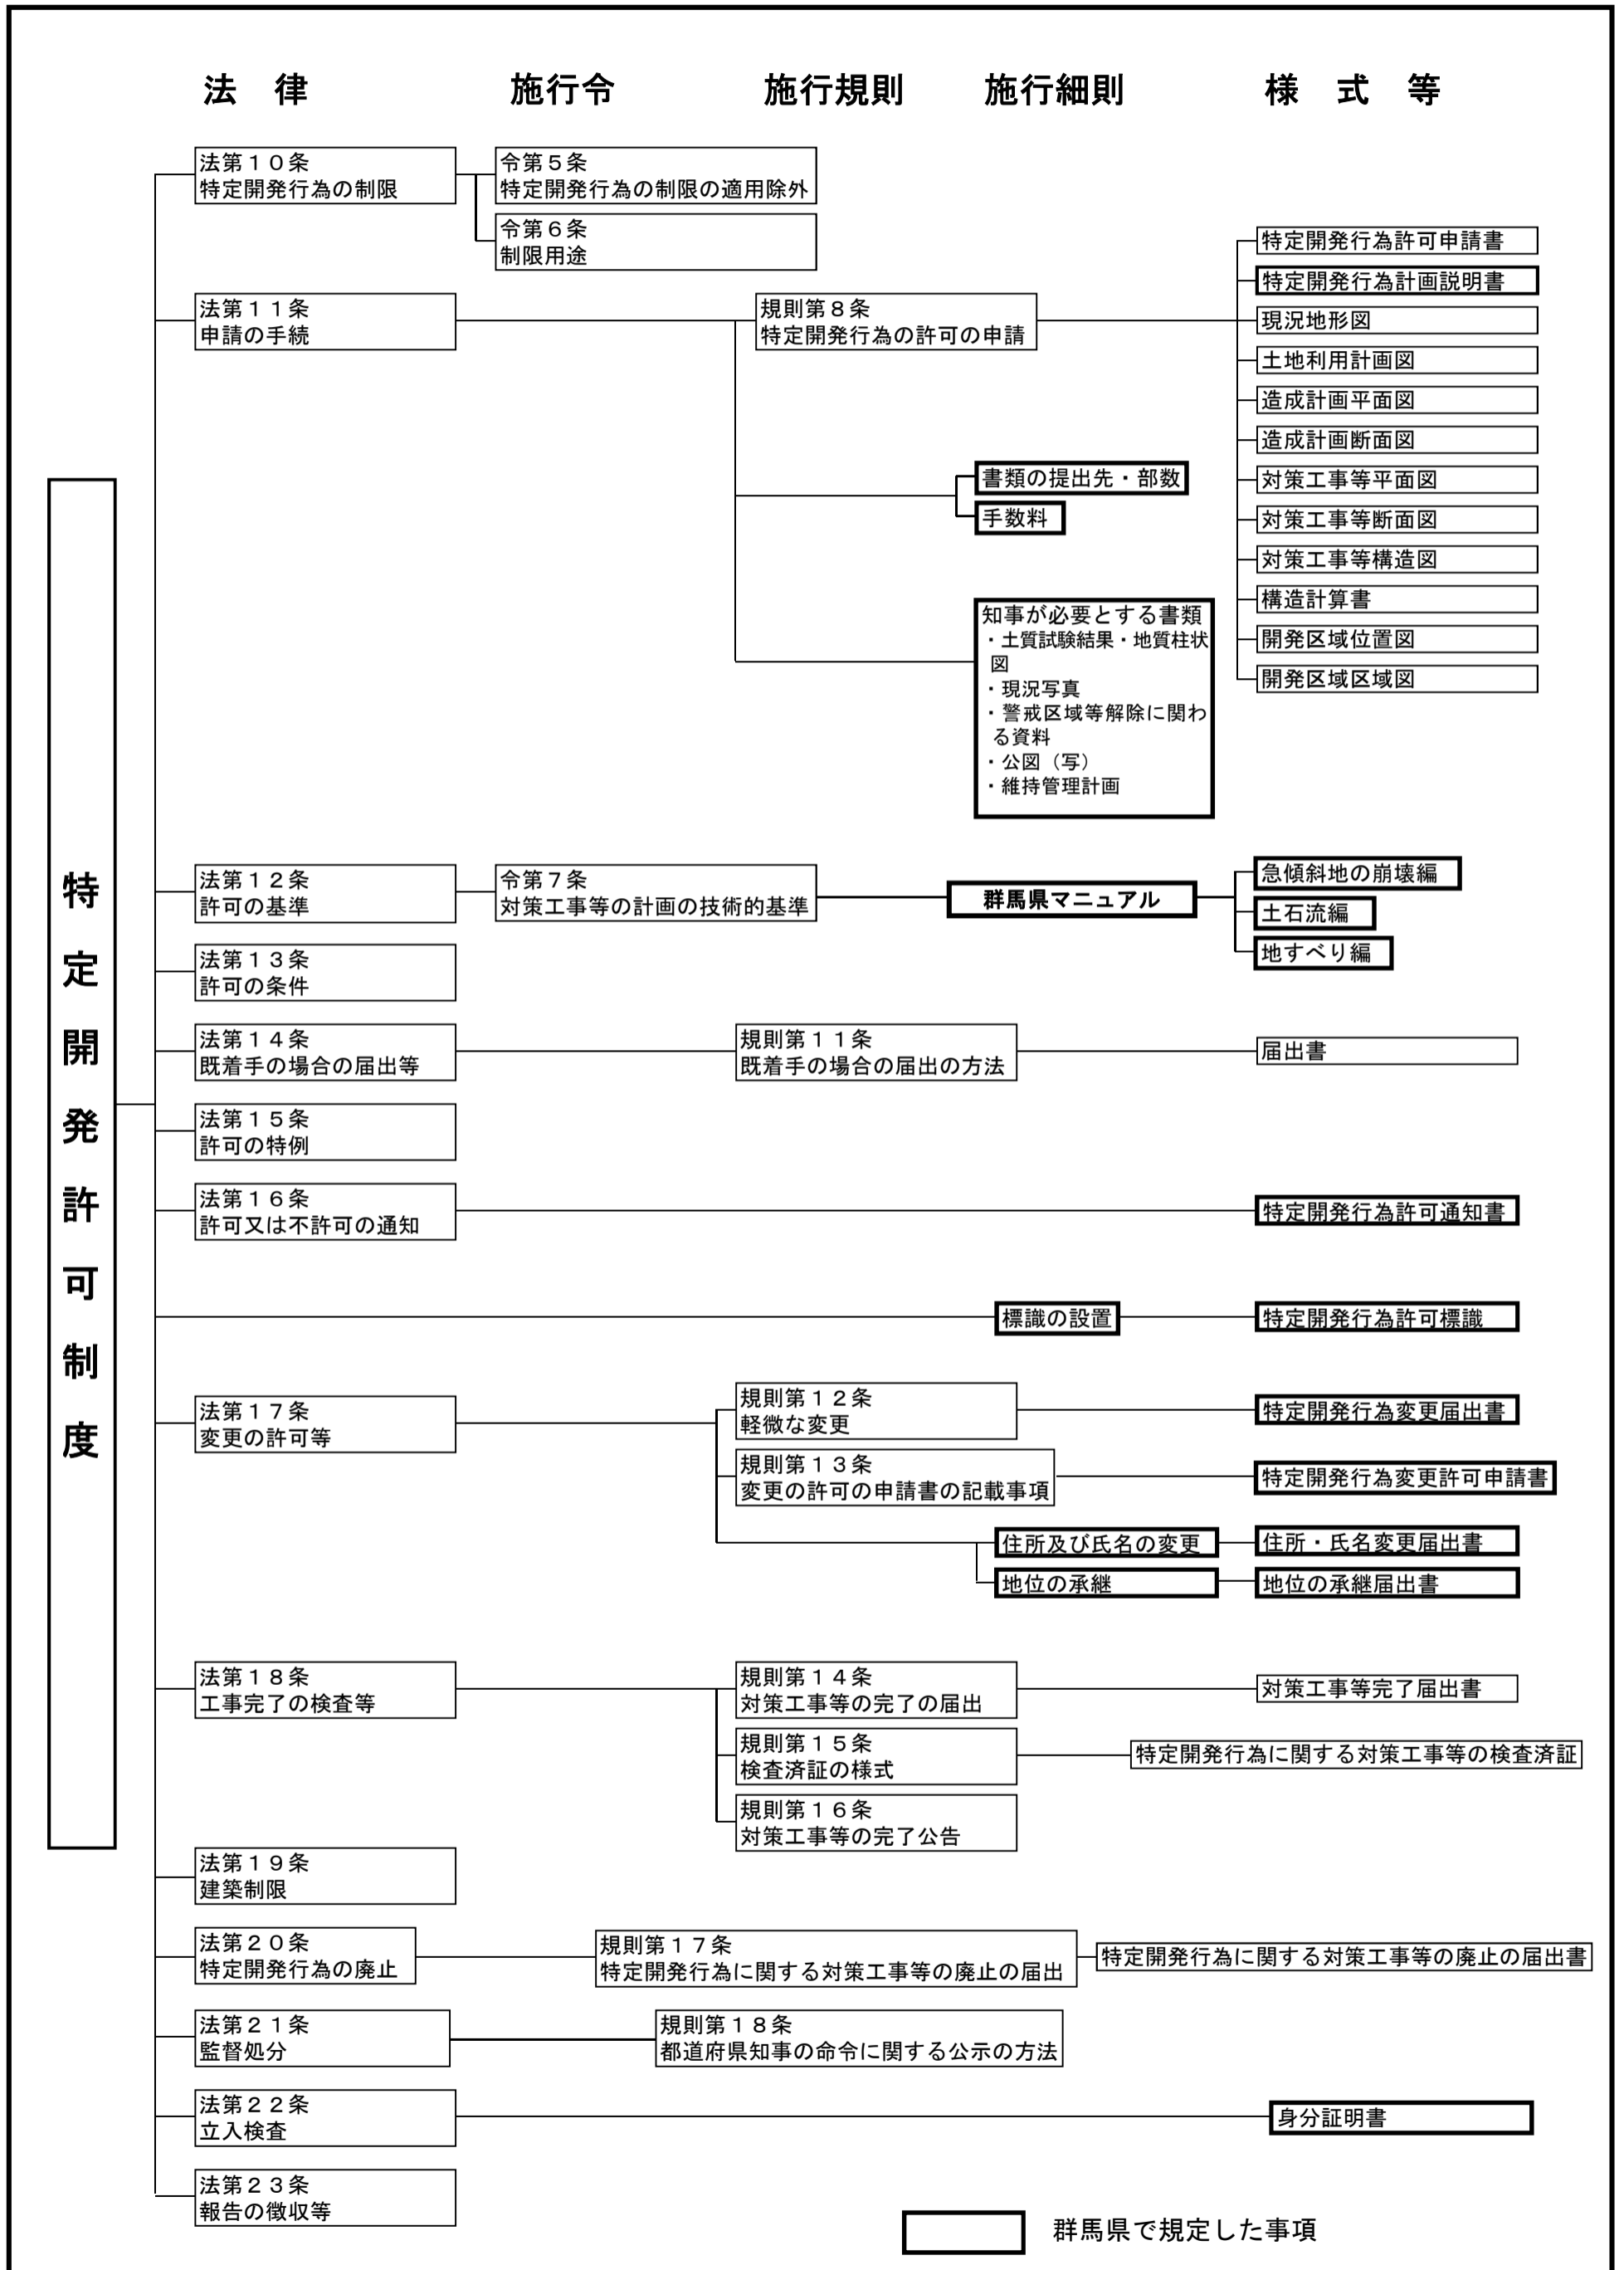 法　律　施行令　施行規則　施行細則　様　式　等
特定開発許可制度
法第１０条
特定開発行為の制限
令第５条
特定開発行為の制限の適用除外
令第６条
制限用途
法第１１条
申請の手続
規則第８条
特定開発行為の許可の申請
特定開発行為許可申請書
特定開発行為計画説明書
現況地形図
土地利用計画図
造成計画平面図
造成計画断面図
対策工事等平面図
対策工事等断面図
対策工事等構造図
構造計算書
開発区域位置図
開発区域区域図
書類の提出先・部数
手数料
知事が必要とする書類
・土質試験結果・地質柱状
図
・現況写真
・警戒区域等解除に関わ
る資料
・公図（写）
・維持管理計画
法第１２条
許可の基準
令第７条
対策工事等の計画の技術的基準
群馬県マニュアル
急傾斜地の崩壊編
土石流編
地すべり編
法第１３条
許可の条件
法第１４条
既着手の場合の届出等
規則第１１条
既着手の場合の届出の方法
届出書
法第１５条
許可の特例
法第１６条
許可又は不許可の通知
特定開発行為許可通知書
標識の設置
特定開発行為許可標識
法第１７条
変更の許可等
規則第１２条
軽微な変更
特定開発行為変更届出書
規則第１３条
変更の許可の申請書の記載事項
特定開発行為変更許可申請書
住所及び氏名の変更
住所・氏名変更届出書
地位の承継
地位の承継届出書
法第１８条
工事完了の検査等
規則第１４条
対策工事等の完了の届出
対策工事等完了届出書
規則第１５条
検査済証の様式
特定開発行為に関する対策工事等の検査済証
規則第１６条
対策工事等の完了公告
法第１９条
建築制限
法第２０条
特定開発行為の廃止
規則第１７条
特定開発行為に関する対策工事等の廃止の届出
特定開発行為に関する対策工事等の廃止の届出書
法第２１条
監督処分
規則第１８条
都道府県知事の命令に関する公示の方法
法第２２条
立入検査
身分証明書
法第２３条
報告の徴収等
群馬県で規定した事項